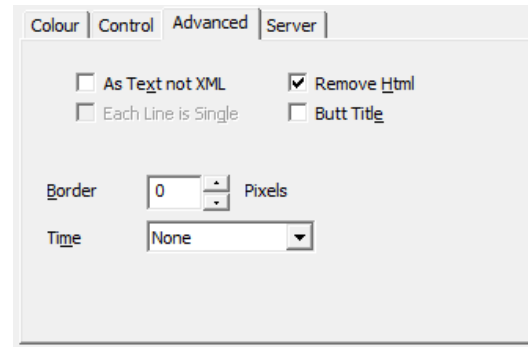 Colour Control Advanced Server
As Text not XML Remove Html
Each Line is Single Butt Title
Border 0 Pixels
Time None